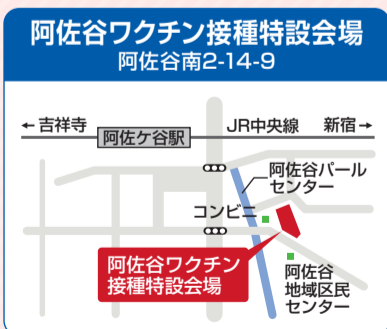 阿佐谷ワクチン接種特設会場
阿佐谷南2-14-9
←吉祥寺
阿佐ケ谷駅
JR中央線
新宿→
阿佐谷パール
センター
コンビニ
阿佐谷ワクチン
接種特設会場
阿佐谷
地域区民
センター